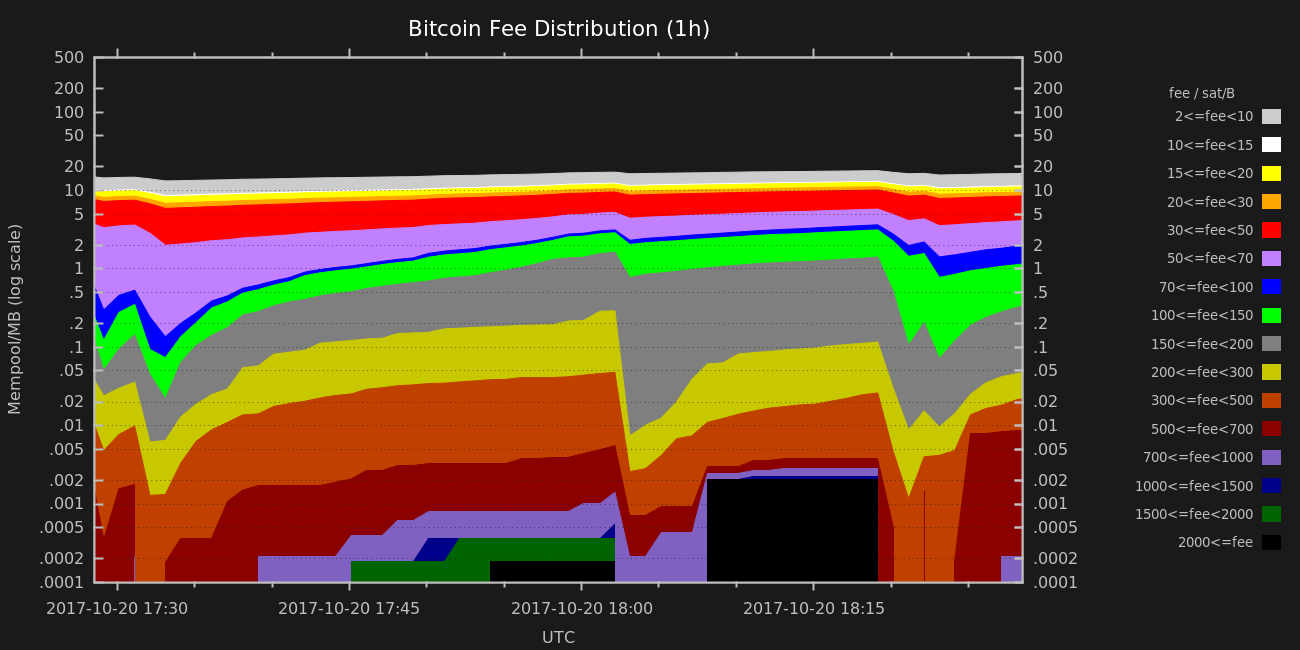 Bitcoin Fee Distribution (1h)
500
200
100
50
20
10
5
2
1
.5
.2
.1
.05
.02
.01
.005
.002
.001
.0005
.0002
.0001
Mempool/MB (log scale)
500
200
100
50
20
10
5
2
1
.5
.2
.1
.05
.02
.01
.005
.002
.001
.0005
.0002
.0001
2017-10-20 17:30
2017-10-20 17:45
2017-10-20 18:00
2017-10-20 18:15
UTC
fee / sat/B
2<=fee<10
10<=fee<15
15<=fee<20
20<=fee<30
30<=fee<50
50<=fee<70
70<=fee<100
100<=fee<150
150<=fee<200
200<=fee<300
300<=fee<500
500<=fee<700
700<=fee<1000
1000<=fee<1500
1500<=fee<2000
2000<=fee